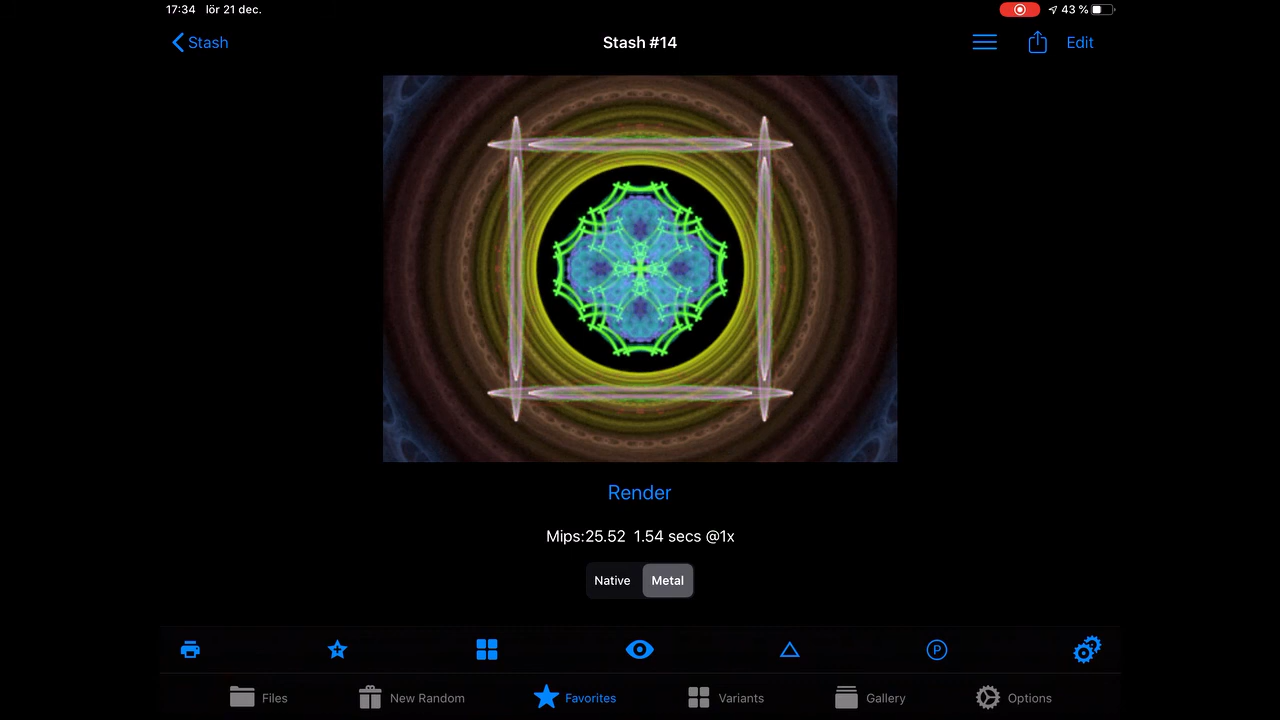 17:34 lör 21 dec.
43 %
Stash
Stash #14
Edit
Render
Mips:25.52 1.54 secs @1x
Native
Metal
P
Files
New Random
Favorites
Variants
Gallery
Options